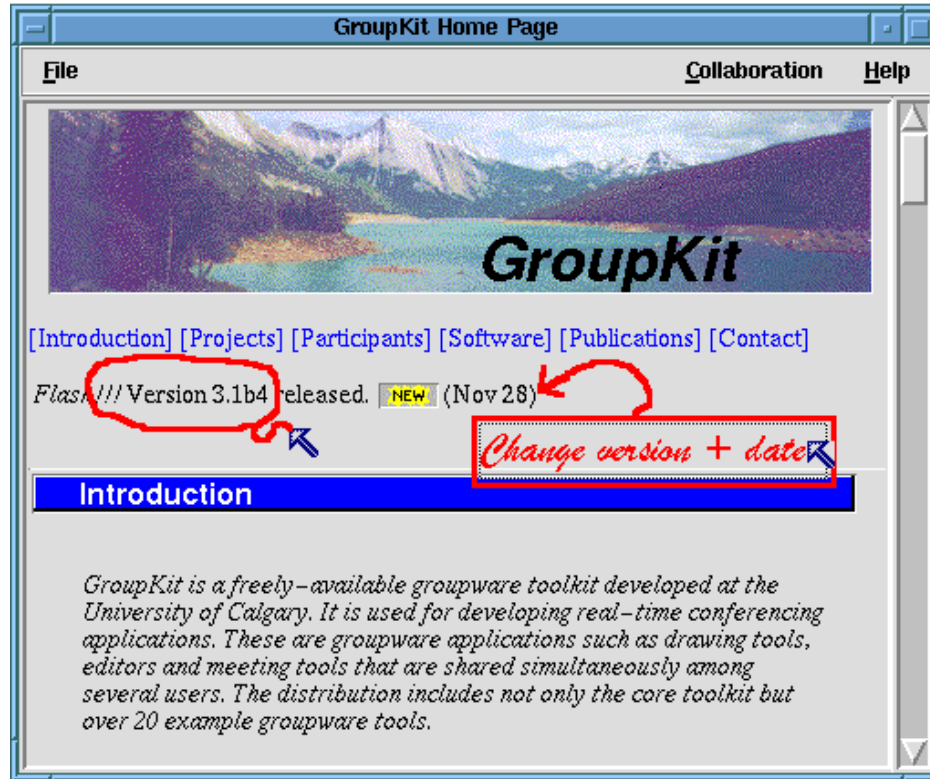 GroupKit Home Page
File Collaboration Help
GroupKit
[Introduction] [Projects] [Participants] [Software] [Publications] [Contact]
Flash /// Version 3.1b4 released. NEW (Nov 28)
Change version + date
Introduction
GroupKit is a freely-available groupware toolkit developed at the
University of Calgary. It is used for developing real-time conferencing
applications. These are groupware applications such as drawing tools,
editors and meeting tools that are shared simultaneously among
several users. The distribution includes not only the core toolkit but
over 20 example groupware tools.